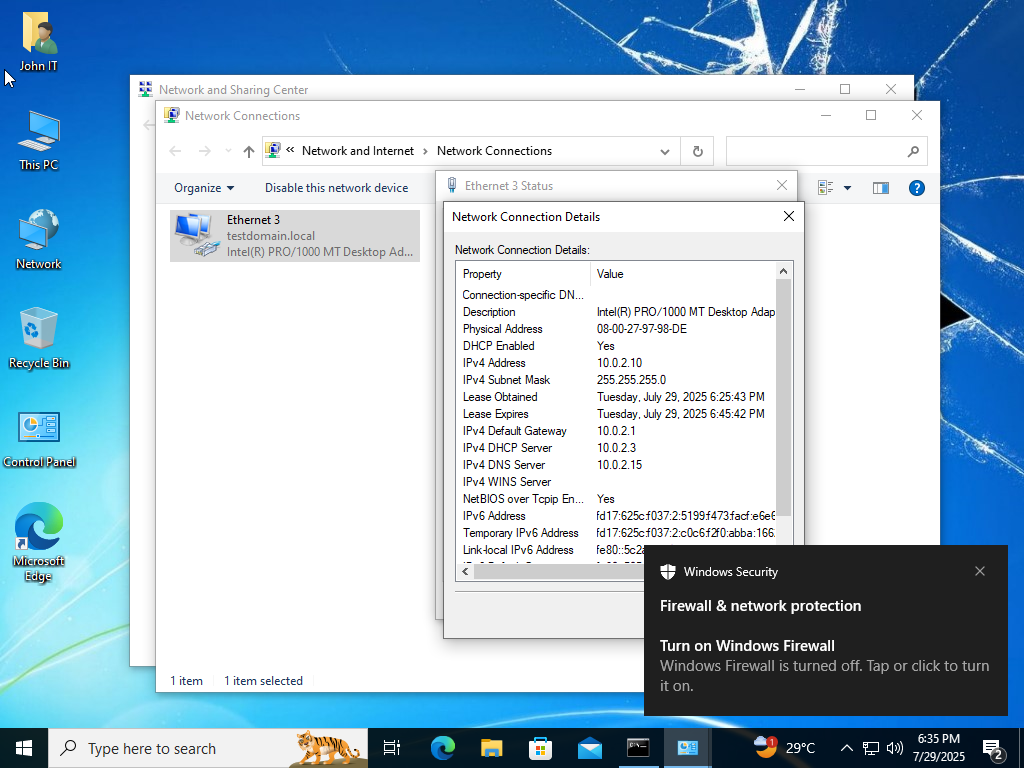 John IT
This PC
Network
Recycle Bin
Control Panel
Microsoft
Edge
Network and Sharing Center
Network Connections
« Network and Internet › Network Connections
Organize
Disable this network device
Ethernet 3
testdomain.local
Intel(R) PRO/1000 MT Desktop Ad...
1 item
1 item selected
Ethernet 3 Status
Network Connection Details
Network Connection Details:
Property Value
Connection-specific DN...
Description Intel(R) PRO/1000 MT Desktop Adap
Physical Address 08-00-27-97-98-DE
DHCP Enabled Yes
IPv4 Address 10.0.2.10
IPv4 Subnet Mask 255.255.255.0
Lease Obtained Tuesday, July 29, 2025 6:25:43 PM
Lease Expires Tuesday, July 29, 2025 6:45:42 PM
IPv4 Default Gateway 10.0.2.1
IPv4 DHCP Server 10.0.2.3
IPv4 DNS Server 10.0.2.15
IPv4 WINS Server
NetBIOS over Tcpip En... Yes
IPv6 Address fd17:625c:f037:2:5199:f473:facf:e6e6
Temporary IPv6 Address fd17:625c:f037:2:c0c6:f2f0:abba:166
Link-local IPv6 Address fe80::5c2a
Windows Security
Firewall & network protection
Turn on Windows Firewall
Windows Firewall is turned off. Tap or click to turn
it on.
Type here to search
1
29°C
6:35 PM
7/29/2025
2